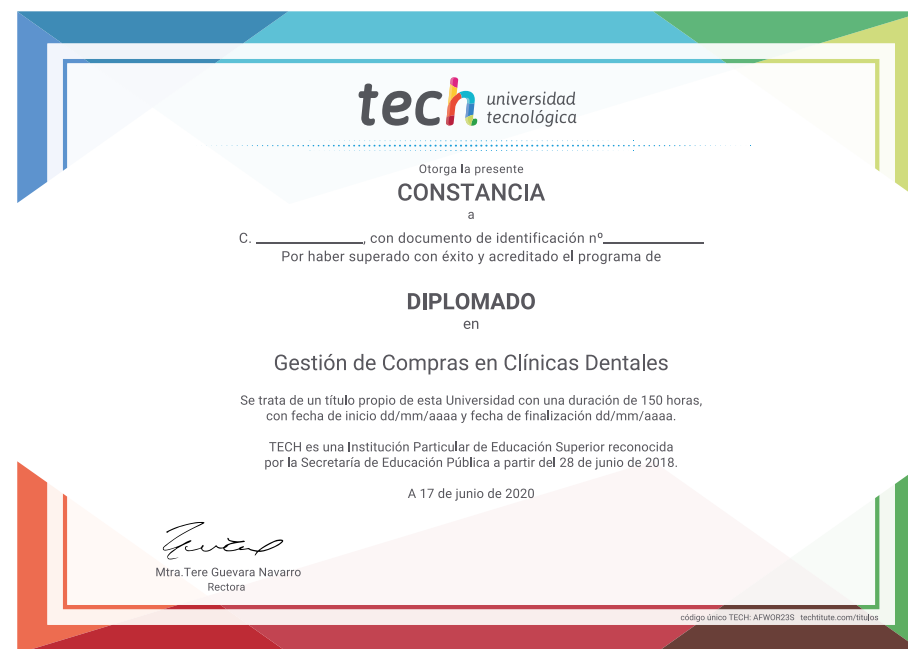 tech universidad
tecnológica
Otorga la presente
CONSTANCIA
a
C. ____________, con documento de identificación nº____________
Por haber superado con éxito y acreditado el programa de
DIPLOMADO
en
Gestión de Compras en Clínicas Dentales
Se trata de un título propio de esta Universidad con una duración de 150 horas,
con fecha de inicio dd/mm/aaaa y fecha de finalización dd/mm/aaaa.
TECH es una Institución Particular de Educación Superior reconocida
por la Secretaría de Educación Pública a partir del 28 de junio de 2018.
A 17 de junio de 2020
Mtra.Tere Guevara Navarro
Rectora
código único TECH: AFWOR23S techtitute.com/titulos